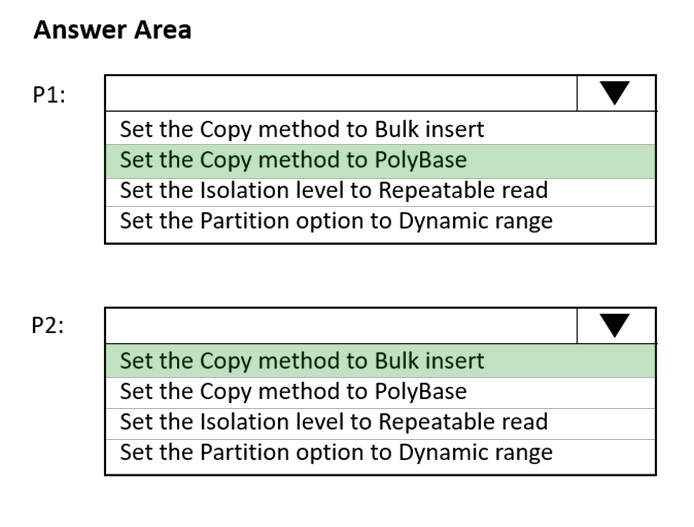 Answer Area
P1:
Set the Copy method to Bulk insert
Set the Copy method to PolyBase
Set the Isolation level to Repeatable read
Set the Partition option to Dynamic range
P2:
Set the Copy method to Bulk insert
Set the Copy method to PolyBase
Set the Isolation level to Repeatable read
Set the Partition option to Dynamic range